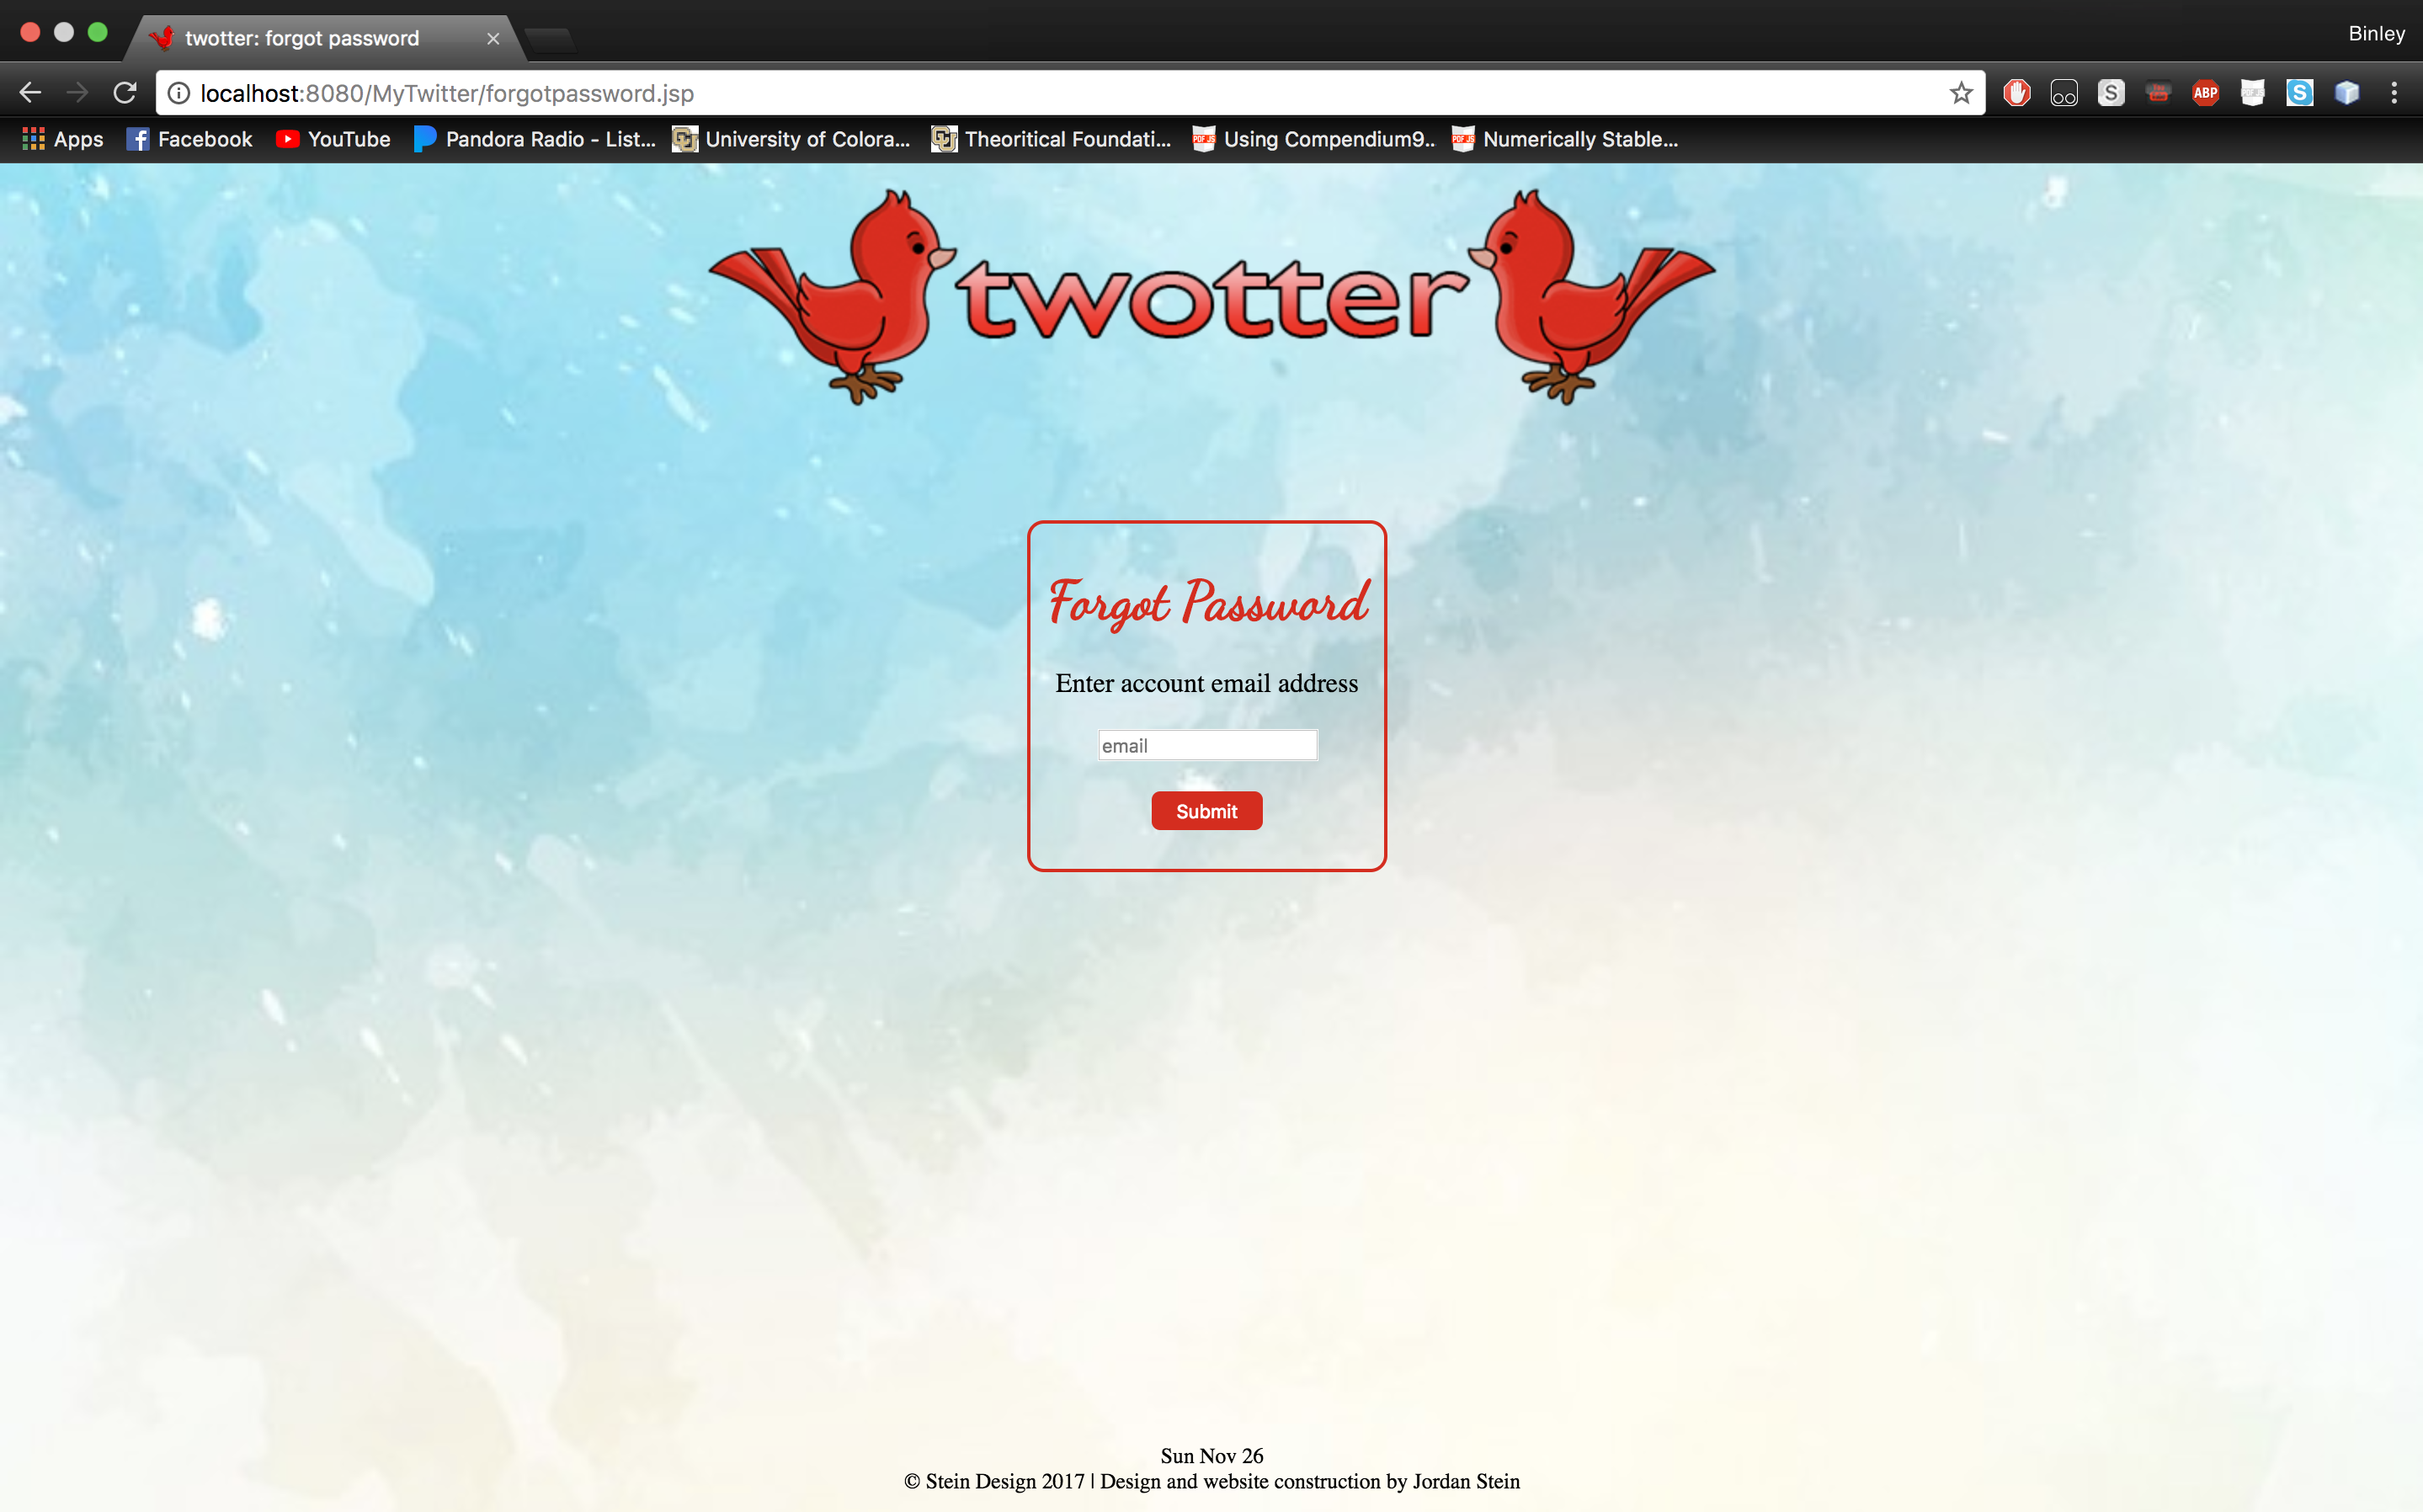 twotter: forgot password
Binley
localhost:8080/MyTwitter/forgotpassword.jsp
S
ABP
S
Apps
Facebook
YouTube
Pandora Radio - List...
University of Colora...
Theoritical Foundati...
Using Compendium9...
Numerically Stable...
twotter
Forgot Password
Enter account email address
email
Submit
Sun Nov 26
© Stein Design 2017 | Design and website construction by Jordan Stein